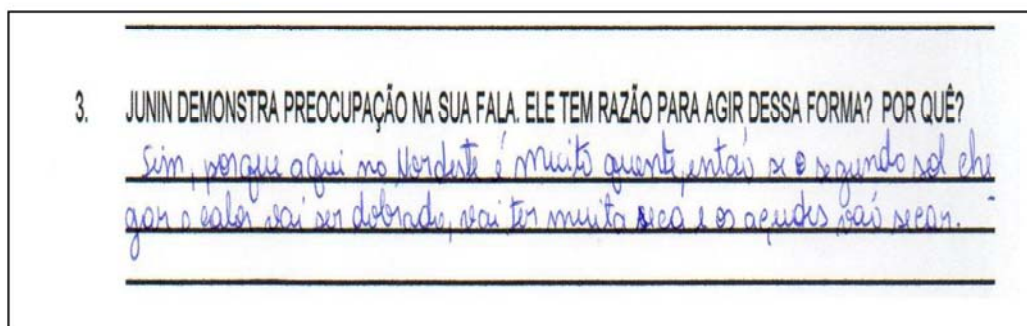 3. JUNIN DEMONSTRA PREOCUPAÇÃO NA SUA FALA. ELE TEM RAZÃO PARA AGIR DESSA FORMA? POR QUÊ?
Sim, porque aqui no Nordeste é muito quente, entaõ se o segundo sol che
gar o calor vai ser dobrado, vai ter muita seca e os açudes vaõ secar.